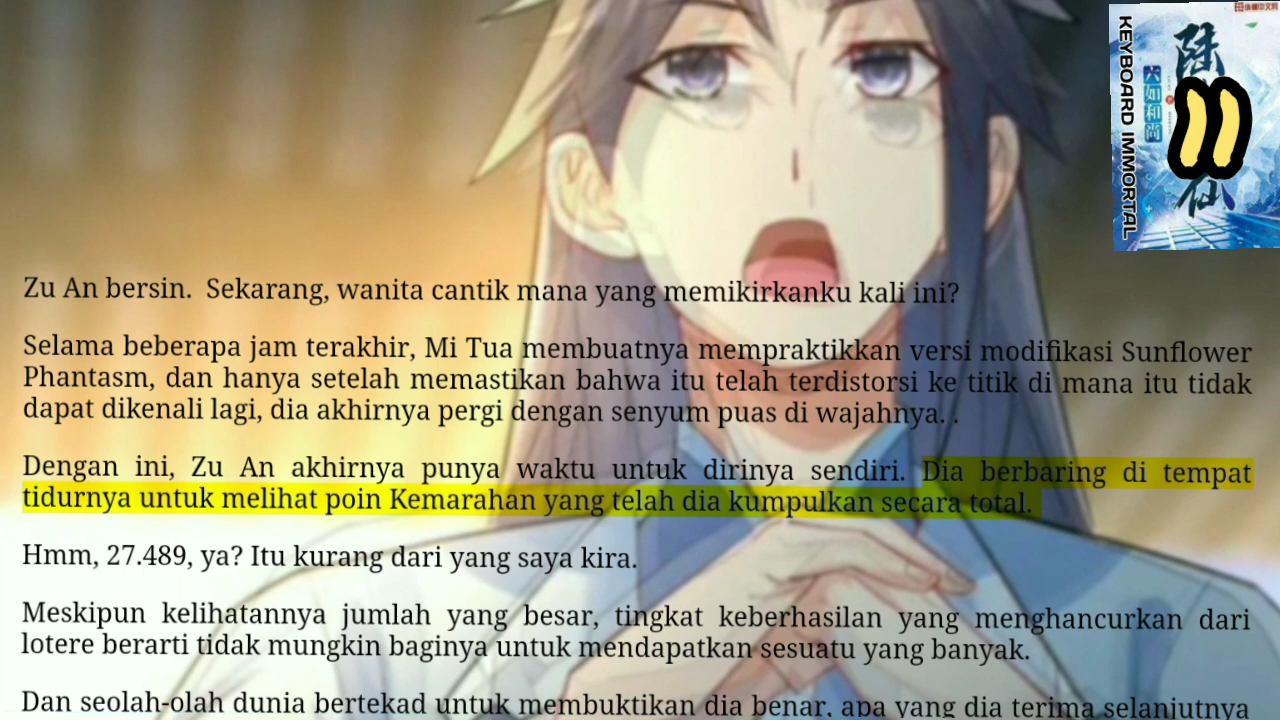 Zu An bersin. Sekarang, wanita cantik mana yang memikirkanku kali ini?
Selama beberapa jam terakhir, Mi Tua membuatnya mempraktikkan versi modifikasi Sunflower
Phantasm, dan hanya setelah memastikan bahwa itu telah terdistorsi ke titik di mana itu tidak
dapat dikenali lagi, dia akhirnya pergi dengan senyum puas di wajahnya. .
Dengan ini, Zu An akhirnya punya waktu untuk dirinya sendiri. Dia berbaring di tempat
tidurnya untuk melihat poin Kemarahan yang telah dia kumpulkan secara total.
Hmm, 27.489, ya? Itu kurang dari yang saya kira.
Meskipun kelihatannya jumlah yang besar, tingkat keberhasilan yang menghancurkan dari
lotere berarti tidak mungkin baginya untuk mendapatkan sesuatu yang banyak.
Dan seolah-olah dunia bertekad untuk membuktikan dia benar, apa yang dia terima selanjutnya
KEYBOARD IMMORTAL
陆
仙
六如和尚